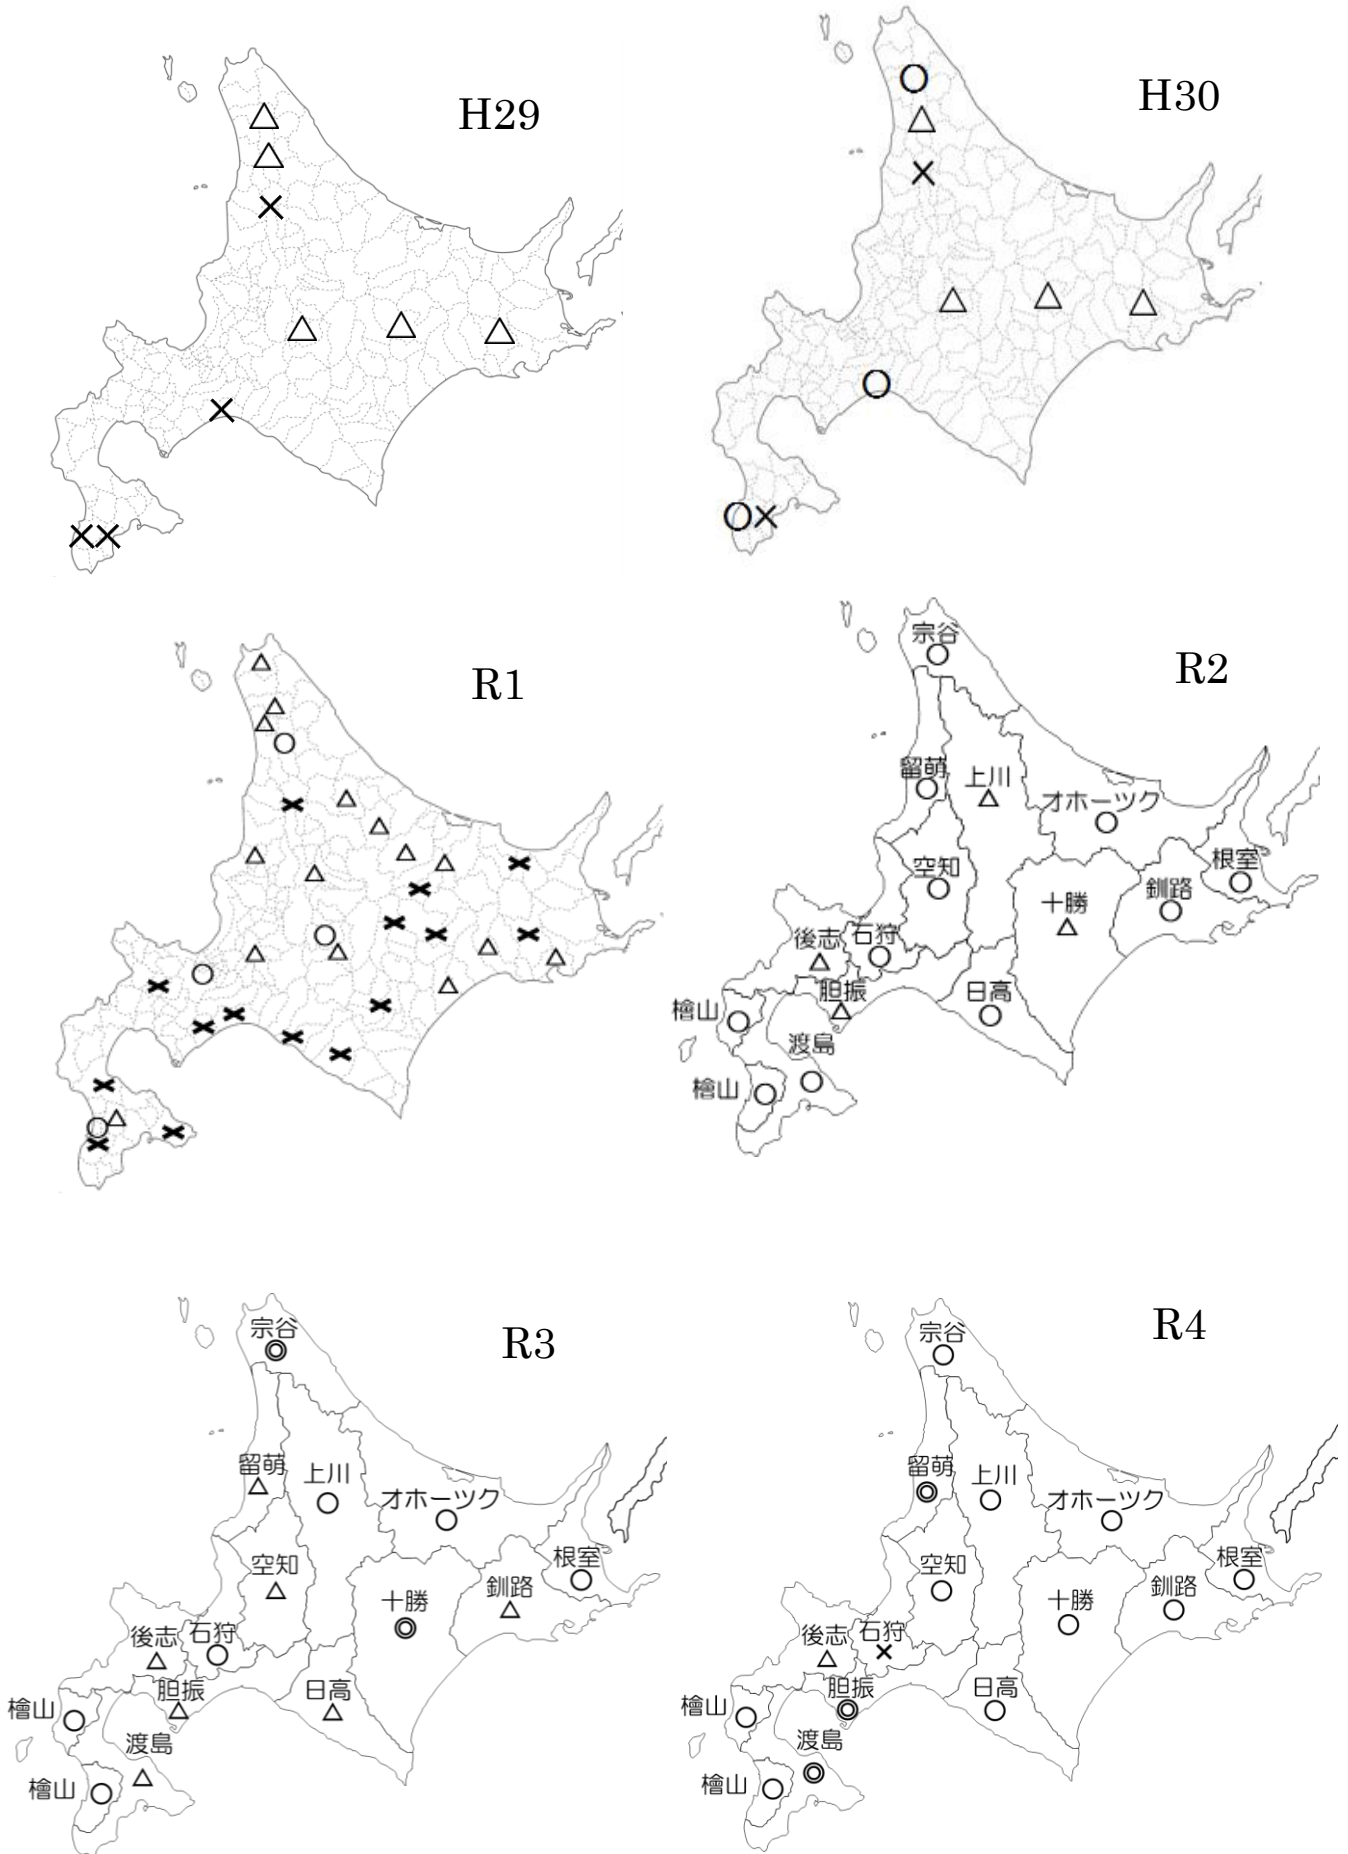 H29
H30
R1
R2
宗谷
留萌
上川
オホーツク
空知
根室
釧路
十勝
後志
石狩
胆振
日高
檜山
渡島
檜山
R3
宗谷
留萌
上川
オホーツク
空知
根室
釧路
十勝
後志
石狩
胆振
日高
檜山
渡島
檜山
R4
宗谷
留萌
上川
オホーツク
空知
根室
釧路
十勝
後志
石狩
胆振
日高
檜山
渡島
檜山